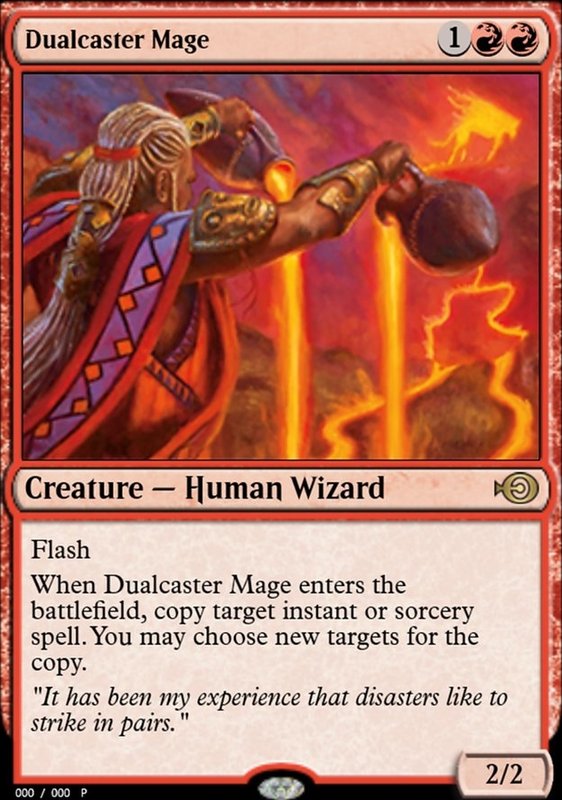 Dualcaster Mage 1
Creature — Human Wizard
Flash
When Dualcaster Mage enters the
battlefield, copy target instant or sorcery
spell. You may choose new targets for the
copy.
"It has been my experience that disasters like to
strike in pairs."
2/2
000 / 000 P